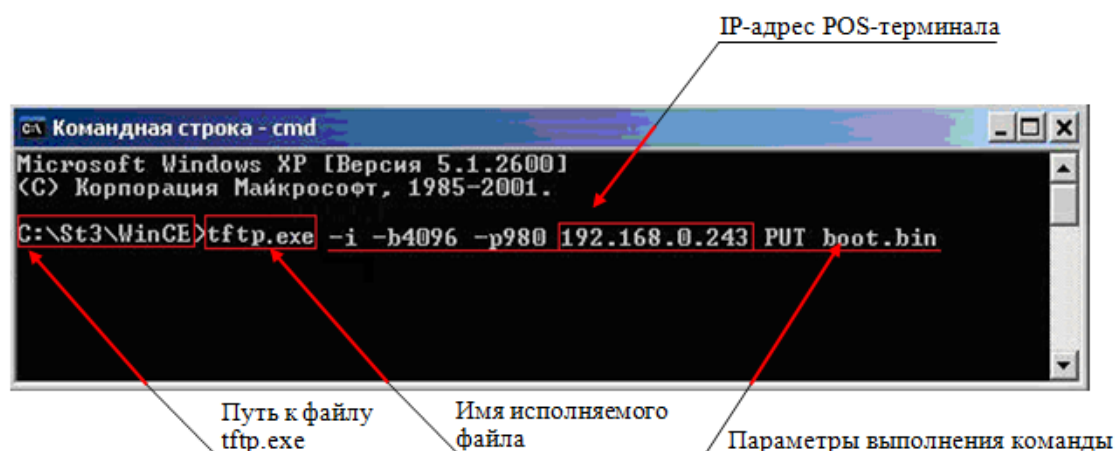 IP-адрес POS-терминала
Командная строка - cmd
Microsoft Windows XP [Версия 5.1.2600]
<C> Корпорация Майкрософт, 1985-2001.
C:\St3\WinCE>tftp.exe -i -b4096 -p980 192.168.0.243 PUT boot.bin
Путь к файлу
tftp.exe
Имя исполняемого
файла
Параметры выполнения команды